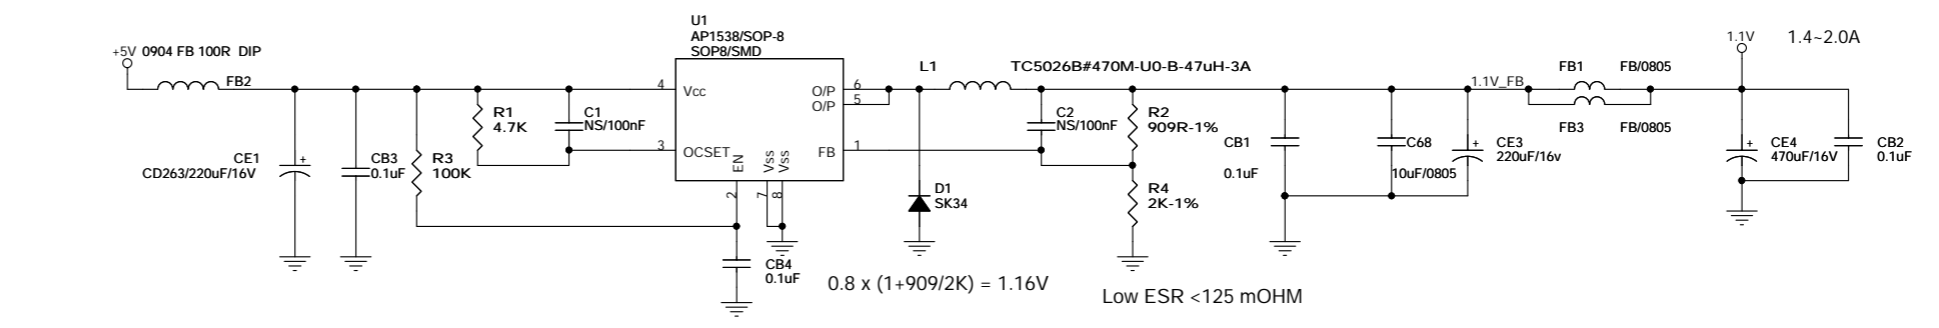 U1
AP1538/SOP-8
SOP8/SMD
+5V
0904 FB 100R DIP
FB2
4
Vcc
3
OCSET
O/P
6
O/P
5
FB
1
EN
2
Vss
7
Vss
8
R1
4.7K
C1
NS/100nF
CE1
+
CD263/220uF/16V
CB3
0.1uF
R3
100K
CB4
0.1uF
L1
TC5026B#470M-U0-B-47uH-3A
D1
SK34
C2
NS/100nF
R2
909R-1%
R4
2K-1%
CB1
0.1uF
C68
10uF/0805
+
CE3
220uF/16v
1.1V_FB
FB1
FB/0805
FB3
FB/0805
1.1V
1.4~2.0A
+
CE4
470uF/16V
CB2
0.1uF
0.8 x (1+909/2K) = 1.16V
Low ESR <125 mOHM